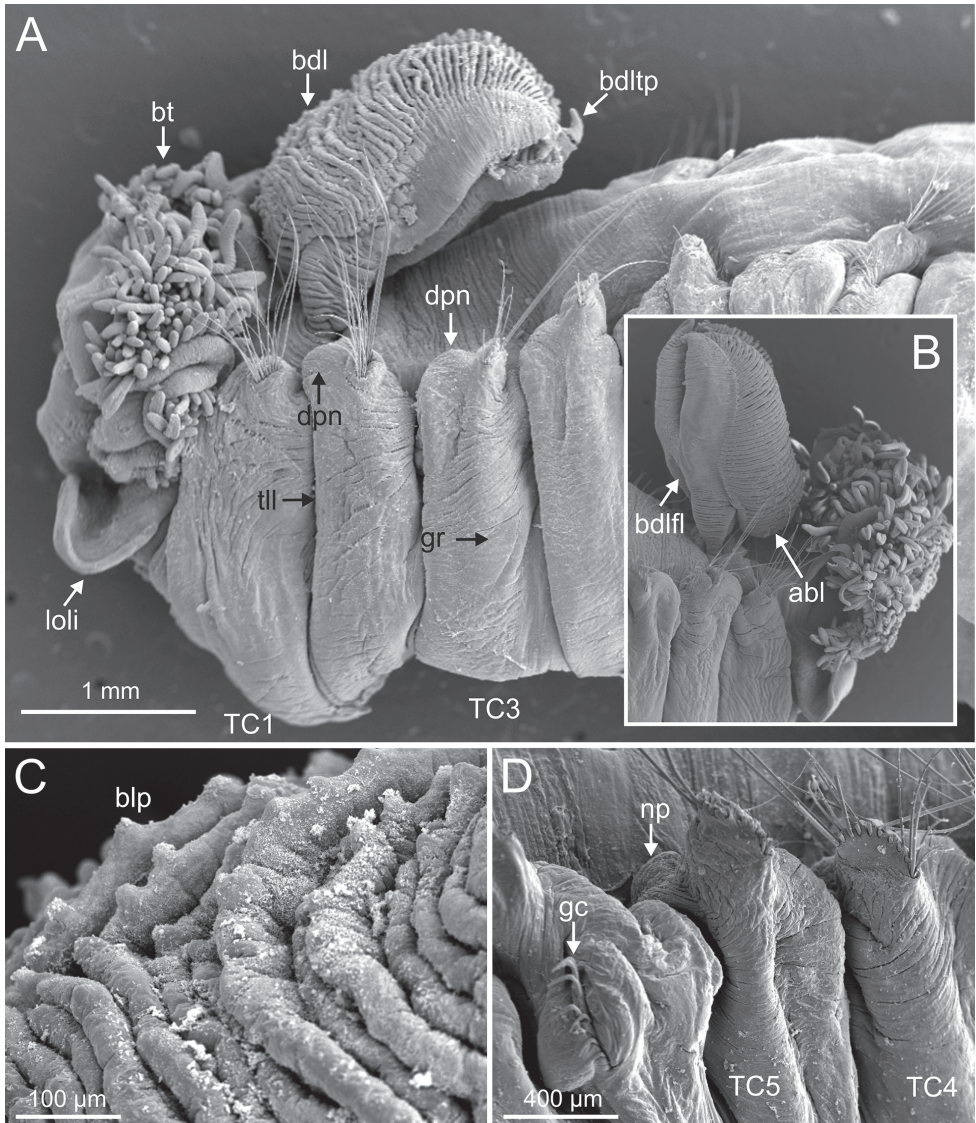 A
bdl
bdltp
bt
dpn
dpn
B
tll
gr
bdlfl
abl
loli
1 mm
TC1
TC3
C
blp
100 µm
D
np
gc
TC5
TC4
400 µm